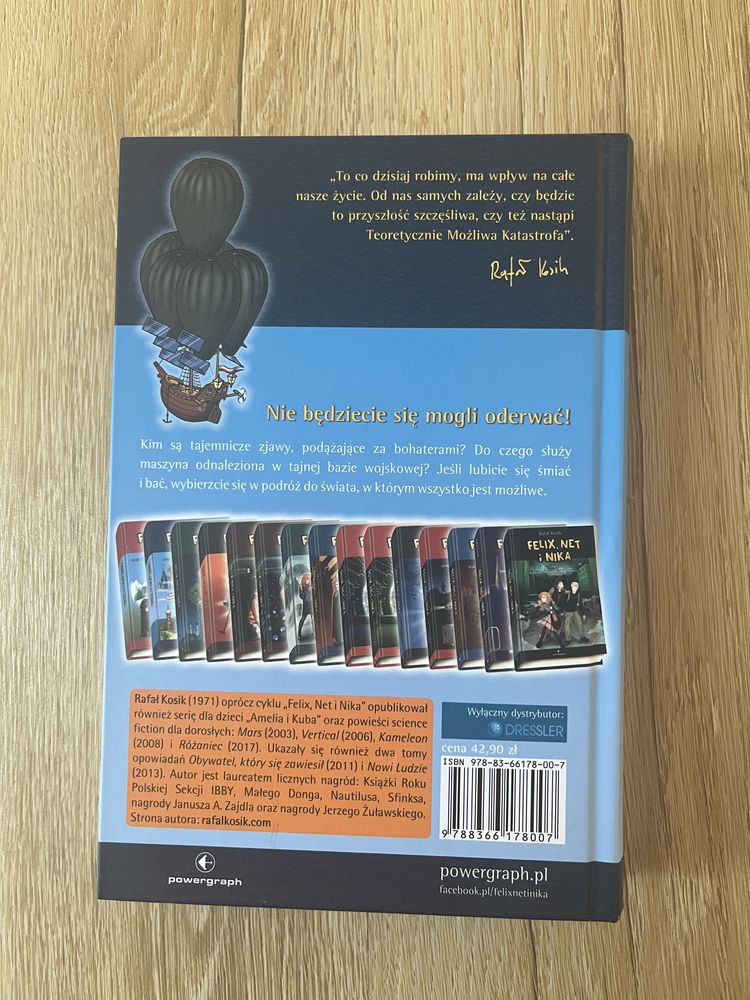 „To co dzisiaj robimy, ma wpływ na całe
nasze życie. Od nas samych zależy, czy będzie
to przyszłość szczęśliwa, czy też nastąpi
Teoretycznie Możliwa Katastrofa”.
Rafał Kosik
Nie będziecie się mogli oderwać!
Kim są tajemnicze zjawy, podążające za bohaterami? Do czego służy
maszyna odnaleziona w tajnej bazie wojskowej? Jeśli lubicie się śmiać
i bać, wybierzcie się w podróż do świata, w którym wszystko jest możliwe.
Rafał Kosik
FELIX, NET
i NIKA
Rafał Kosik (1971) oprócz cyklu „Felix, Net i Nika” opublikował
również serię dla dzieci „Amelia i Kuba” oraz powieści science
fiction dla dorosłych: Mars (2003), Vertical (2006), Kameleon
(2008) i Różaniec (2017). Ukazały się również dwa tomy
opowiadań Obywatel, który się zawiesił (2011) i Nowi Ludzie
(2013). Autor jest laureatem licznych nagród: Książki Roku
Polskiej Sekcji IBBY, Małego Donga, Nautilusa, Sfinksa,
nagrody Janusza A. Zajdla oraz nagrody Jerzego Żuławskiego.
Strona autora: rafalkosik.com
Wyłączny dystrybutor:
DRESSLER
cena 42,90 zł
ISBN 978-83-66178-00-7
9 788366 178007
powergraph
powergraph.pl
facebook.pl/felixnetinika